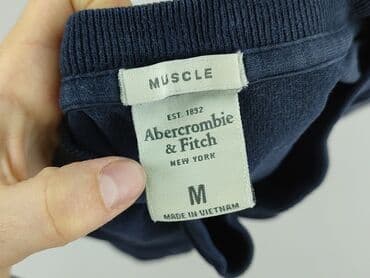 MUSCLE
EST. 1892
Abercrombie
& Fitch
NEW YORK
M
MADE IN VIETNAM